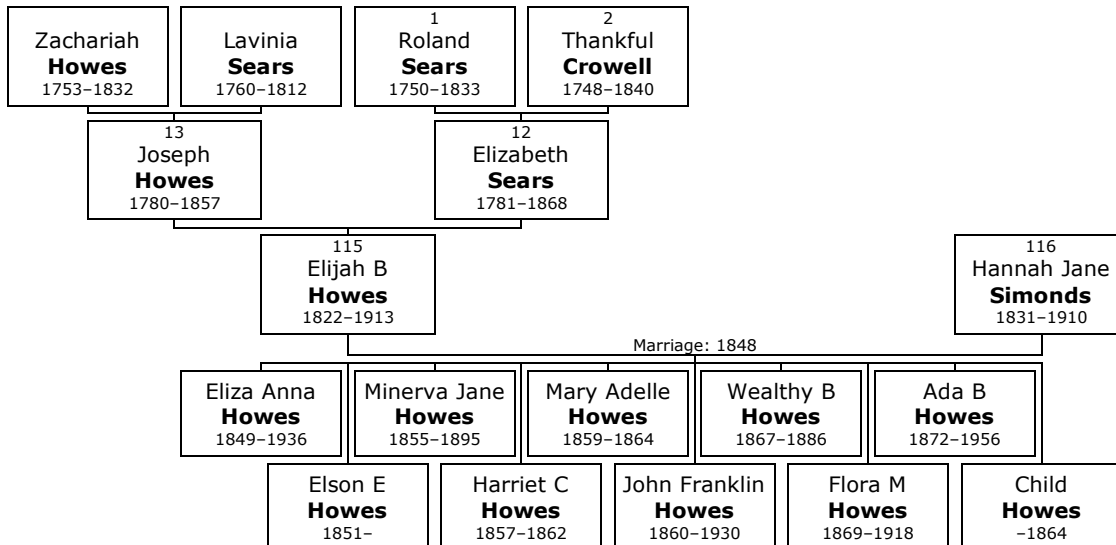 Zachariah
Howes
1753–1832
Lavinia
Sears
1760–1812
1
Roland
Sears
1750–1833
2
Thankful
Crowell
1748–1840
13
Joseph
Howes
1780–1857
12
Elizabeth
Sears
1781–1868
115
Elijah B
Howes
1822–1913
116
Hannah Jane
Simonds
1831–1910
Marriage: 1848
Eliza Anna
Howes
1849–1936
Minerva Jane
Howes
1855–1895
Mary Adelle
Howes
1859–1864
Wealthy B
Howes
1867–1886
Ada B
Howes
1872–1956
Elson E
Howes
1851–
Harriet C
Howes
1857–1862
John Franklin
Howes
1860–1930
Flora M
Howes
1869–1918
Child
Howes
–1864